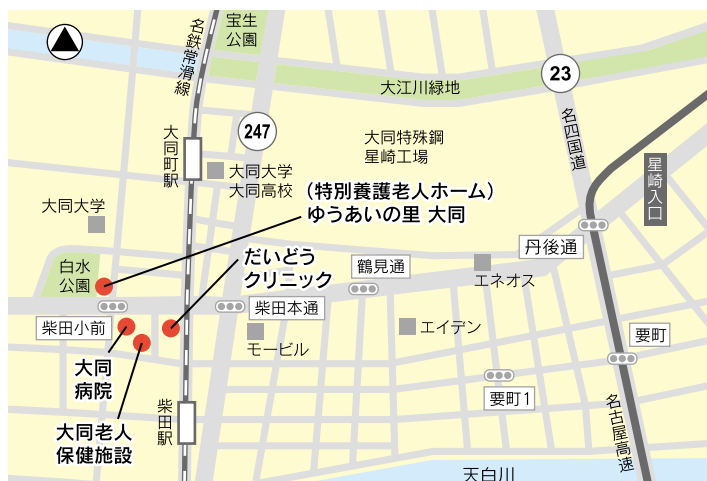 宝生
公園
名鉄常滑線
大江川緑地
23
247
名四国道
大同町駅
大同特殊鋼
星崎工場
大同大学
大同高校
星崎入口
(特別養護老人ホーム)
ゆうあいの里 大同
大同大学
丹後通
だいどう
クリニック
白水
公園
鶴見通
エネオス
柴田本通
柴田小前
モービル
エイデン
要町
大同
病院
要町1
柴田駅
大同老人
保健施設
名古屋高速
天白川